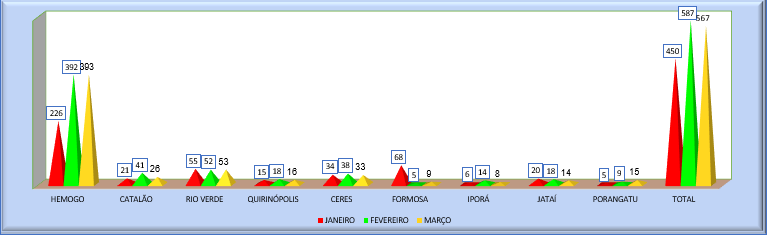 587
567
450
392 393
226
68
55 52 53
41
34 38 33
21 26
15 18 16
5 9
6 14 8
20 18 14
5 9 15
HEMOGO CATALÃO RIO VERDE QUIRINÓPOLIS CERES FORMOSA IPORÁ JATAÍ PORANGATU TOTAL
JANEIRO FEVEREIRO MARÇO